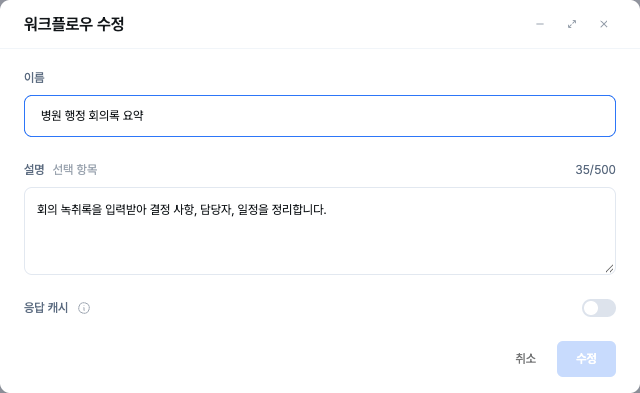 워크플로우 수정
이름
병원 행정 회의록 요약
설명 선택 항목 35/500
회의 녹취록을 입력받아 결정 사항, 담당자, 일정을 정리합니다.
응답 캐시
취소 수정